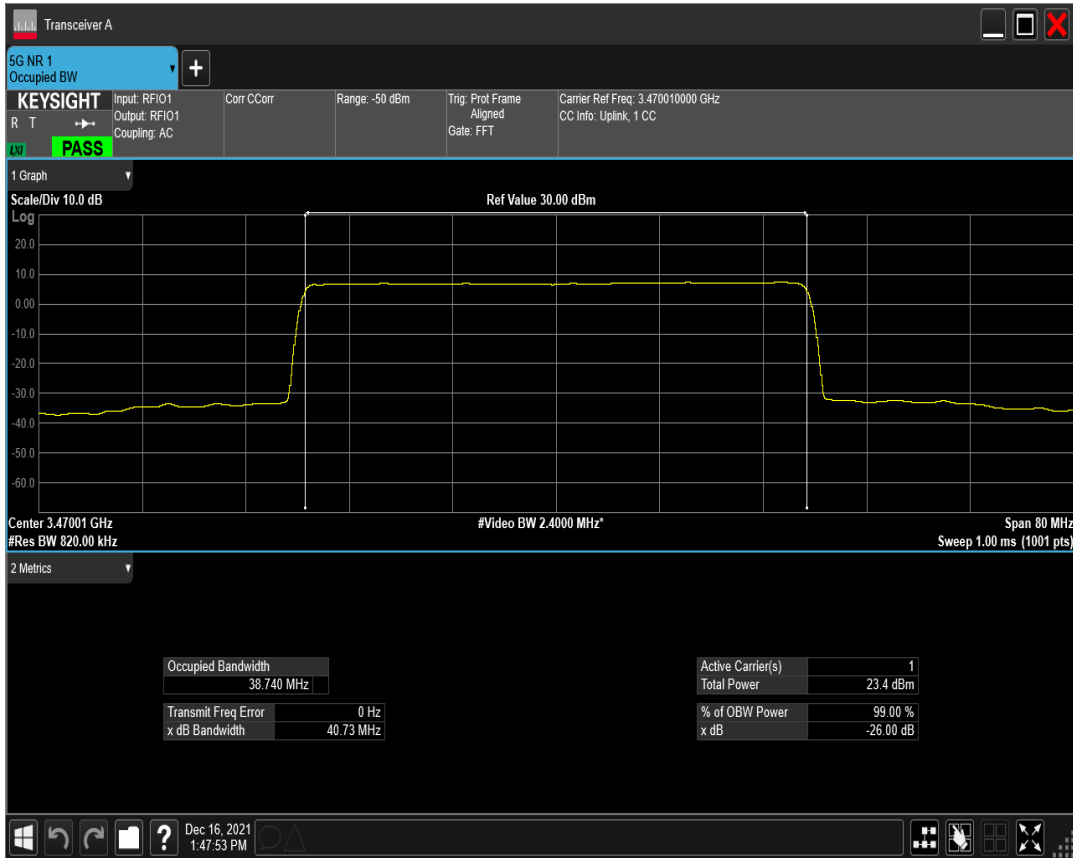 Transceiver A
5G NR 1
Occupied BW
KEYSIGHT
Input: RFIO1
Output: RFIO1
Coupling: AC
Corr CCorr
Range: -50 dBm
Trig: Prot Frame
Aligned
Gate: FFT
Carrier Ref Freq: 3.470010000 GHz
CC Info: Uplink, 1 CC
R T
LXI
PASS
1 Graph
Scale/Div 10.0 dB
Ref Value 30.00 dBm
Log
20.0
10.0
0.00
-10.0
-20.0
-30.0
-40.0
-50.0
-60.0
Center 3.47001 GHz
#Video BW 2.4000 MHz*
Span 80 MHz
#Res BW 820.00 kHz
Sweep 1.00 ms (1001 pts)
2 Metrics
Occupied Bandwidth
38.740 MHz
Transmit Freq Error 0 Hz
x dB Bandwidth 40.73 MHz
Active Carrier(s) 1
Total Power 23.4 dBm
% of OBW Power 99.00 %
x dB -26.00 dB
?
Dec 16, 2021
1:47:53 PM